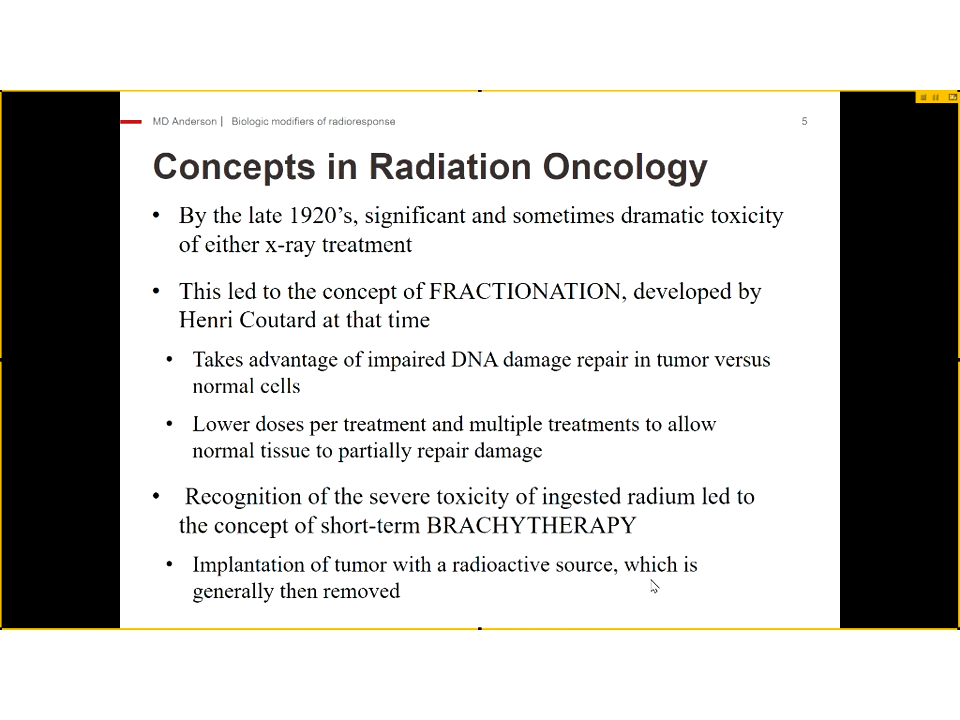 MD Anderson | Biologic modifiers of radioresponse 5
Concepts in Radiation Oncology
• By the late 1920’s, significant and sometimes dramatic toxicity
of either x-ray treatment
• This led to the concept of FRACTIONATION, developed by
Henri Coutard at that time
• Takes advantage of impaired DNA damage repair in tumor versus
normal cells
• Lower doses per treatment and multiple treatments to allow
normal tissue to partially repair damage
• Recognition of the severe toxicity of ingested radium led to
the concept of short-term BRACHYTHERAPY
• Implantation of tumor with a radioactive source, which is
generally then removed